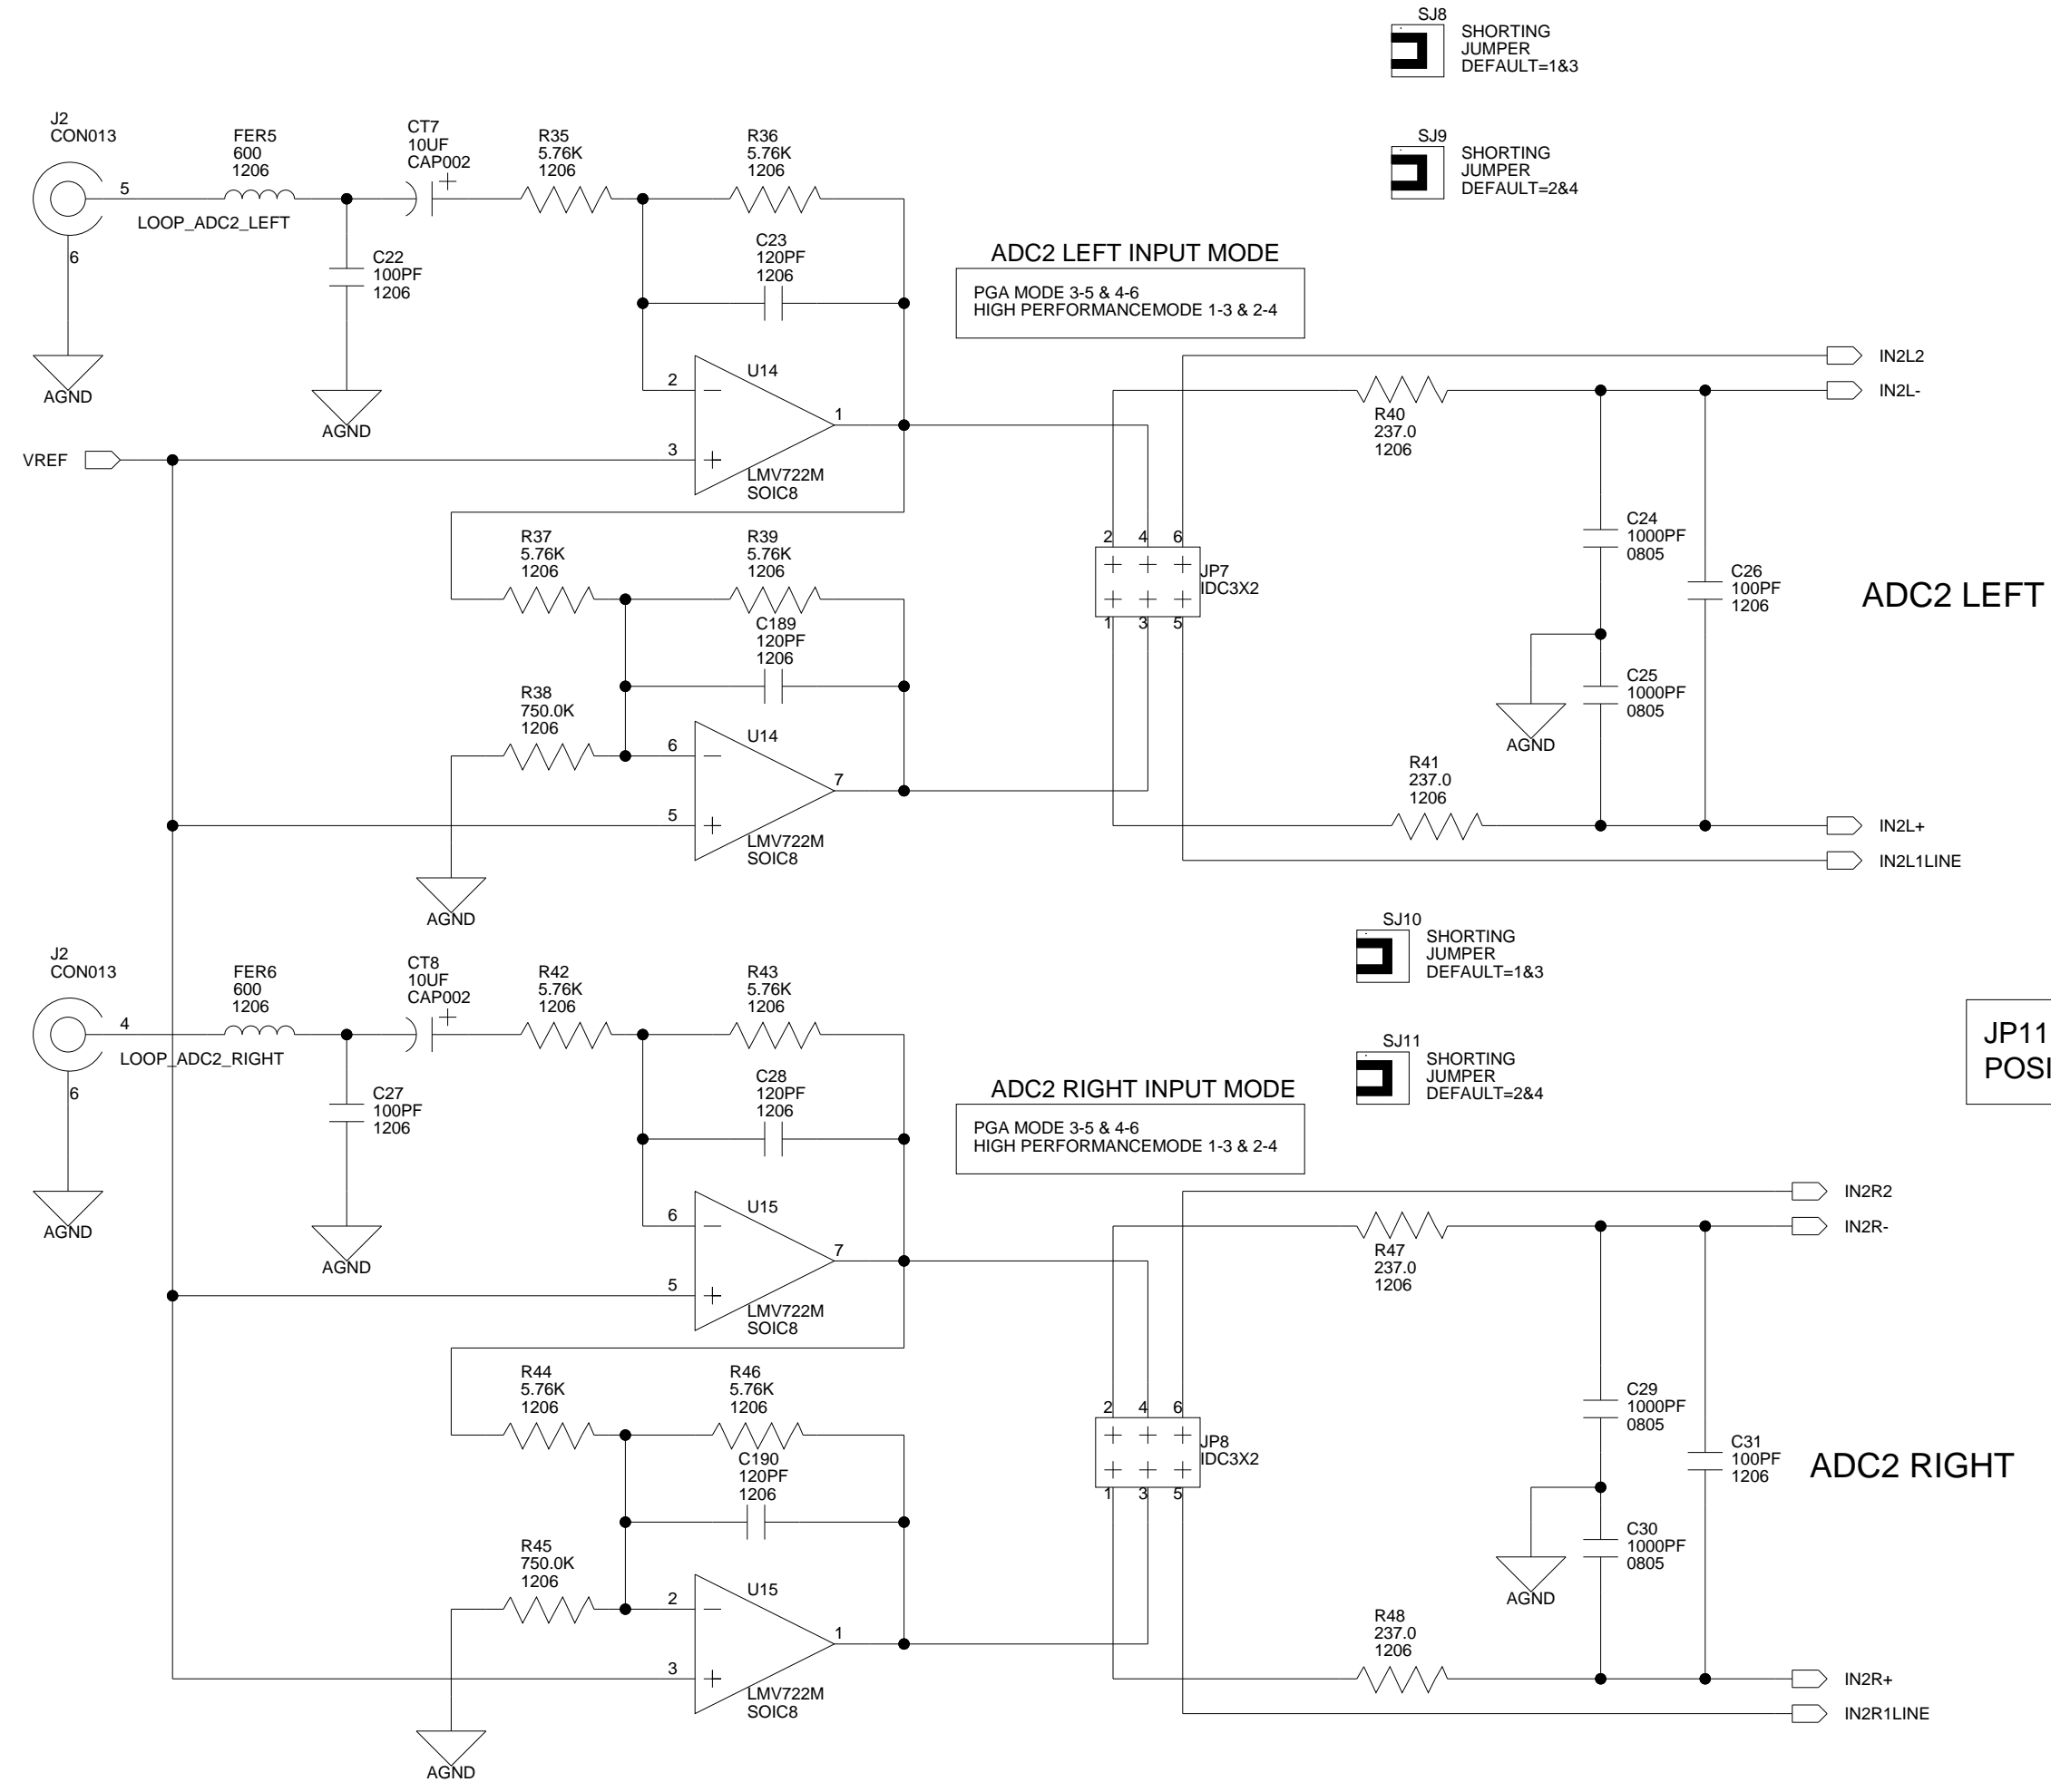 SJ8
SHORTING
JUMPER
DEFAULT=1&3
SJ9
SHORTING
JUMPER
DEFAULT=2&4
J2
CON013
5
6
AGND
FER5
600
1206
LOOP_ADC2_LEFT
C22
100PF
1206
AGND
CT7
10UF
CAP002
R35
5.76K
1206
R36
5.76K
1206
C23
120PF
1206
ADC2 LEFT INPUT MODE
PGA MODE 3-5 & 4-6
HIGH PERFORMANCEMODE 1-3 & 2-4
U14
2
3
1
LMV722M
SOIC8
VREF
R37
5.76K
1206
R39
5.76K
1206
C189
120PF
1206
R38
750.0K
1206
AGND
U14
6
5
7
LMV722M
SOIC8
2
4
6
JP7
IDC3X2
1
3
5
R40
237.0
1206
R41
237.0
1206
C24
1000PF
0805
C25
1000PF
0805
AGND
C26
100PF
1206
IN2L2
IN2L-
IN2L+
IN2L1LINE
ADC2 LEFT
SJ10
SHORTING
JUMPER
DEFAULT=1&3
SJ11
SHORTING
JUMPER
DEFAULT=2&4
JP11
POSI
J2
CON013
4
6
AGND
FER6
600
1206
LOOP_ADC2_RIGHT
C27
100PF
1206
AGND
CT8
10UF
CAP002
R42
5.76K
1206
R43
5.76K
1206
C28
120PF
1206
ADC2 RIGHT INPUT MODE
PGA MODE 3-5 & 4-6
HIGH PERFORMANCEMODE 1-3 & 2-4
U15
6
5
7
LMV722M
SOIC8
R44
5.76K
1206
R46
5.76K
1206
C190
120PF
1206
R45
750.0K
1206
AGND
U15
2
3
1
LMV722M
SOIC8
2
4
6
JP8
IDC3X2
1
3
5
R47
237.0
1206
R48
237.0
1206
C29
1000PF
0805
C30
1000PF
0805
AGND
C31
100PF
1206
IN2R2
IN2R-
IN2R+
IN2R1LINE
ADC2 RIGHT